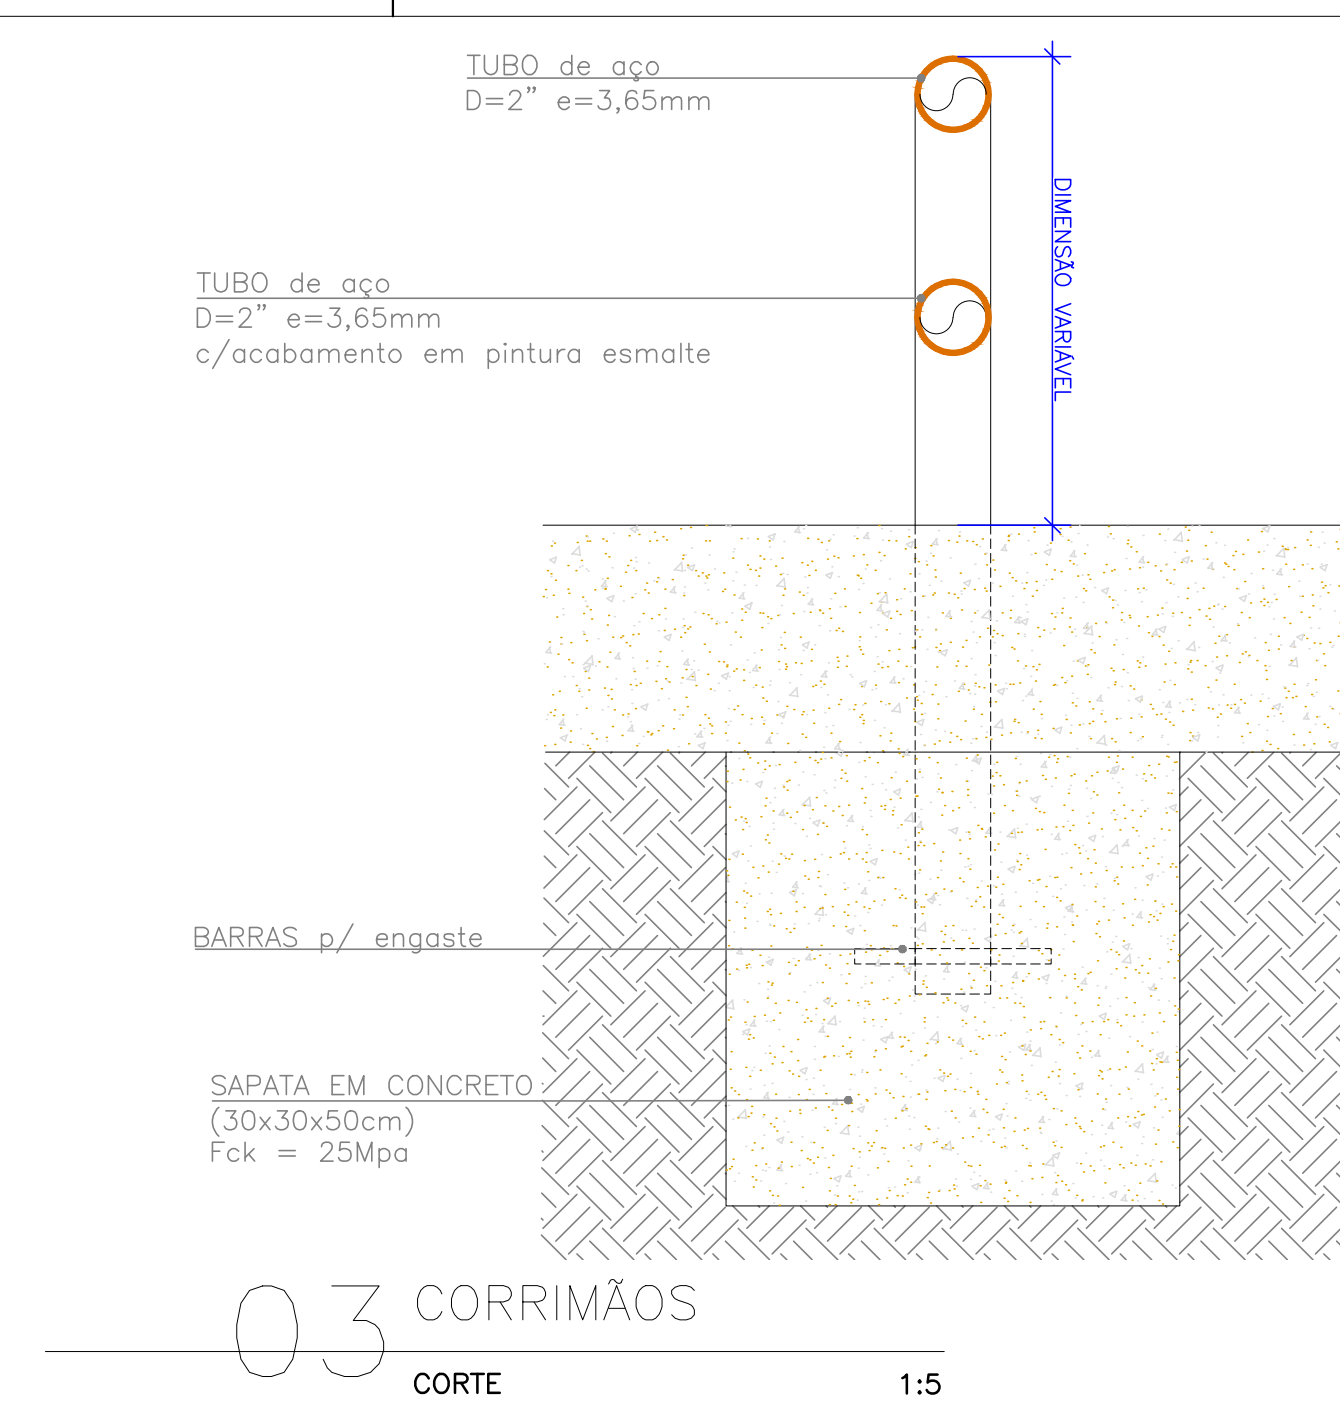 TUBO de aço
D=2” e=3,65mm
DIMENSÃO VARIÁVEL
TUBO de aço
D=2” e=3,65mm
c/acabamento em pintura esmalte
BARRAS p/ engaste
SAPATA EM CONCRETO
(30x30x50cm)
Fck = 25Mpa
03 CORRIMÃOS
CORTE 1:5